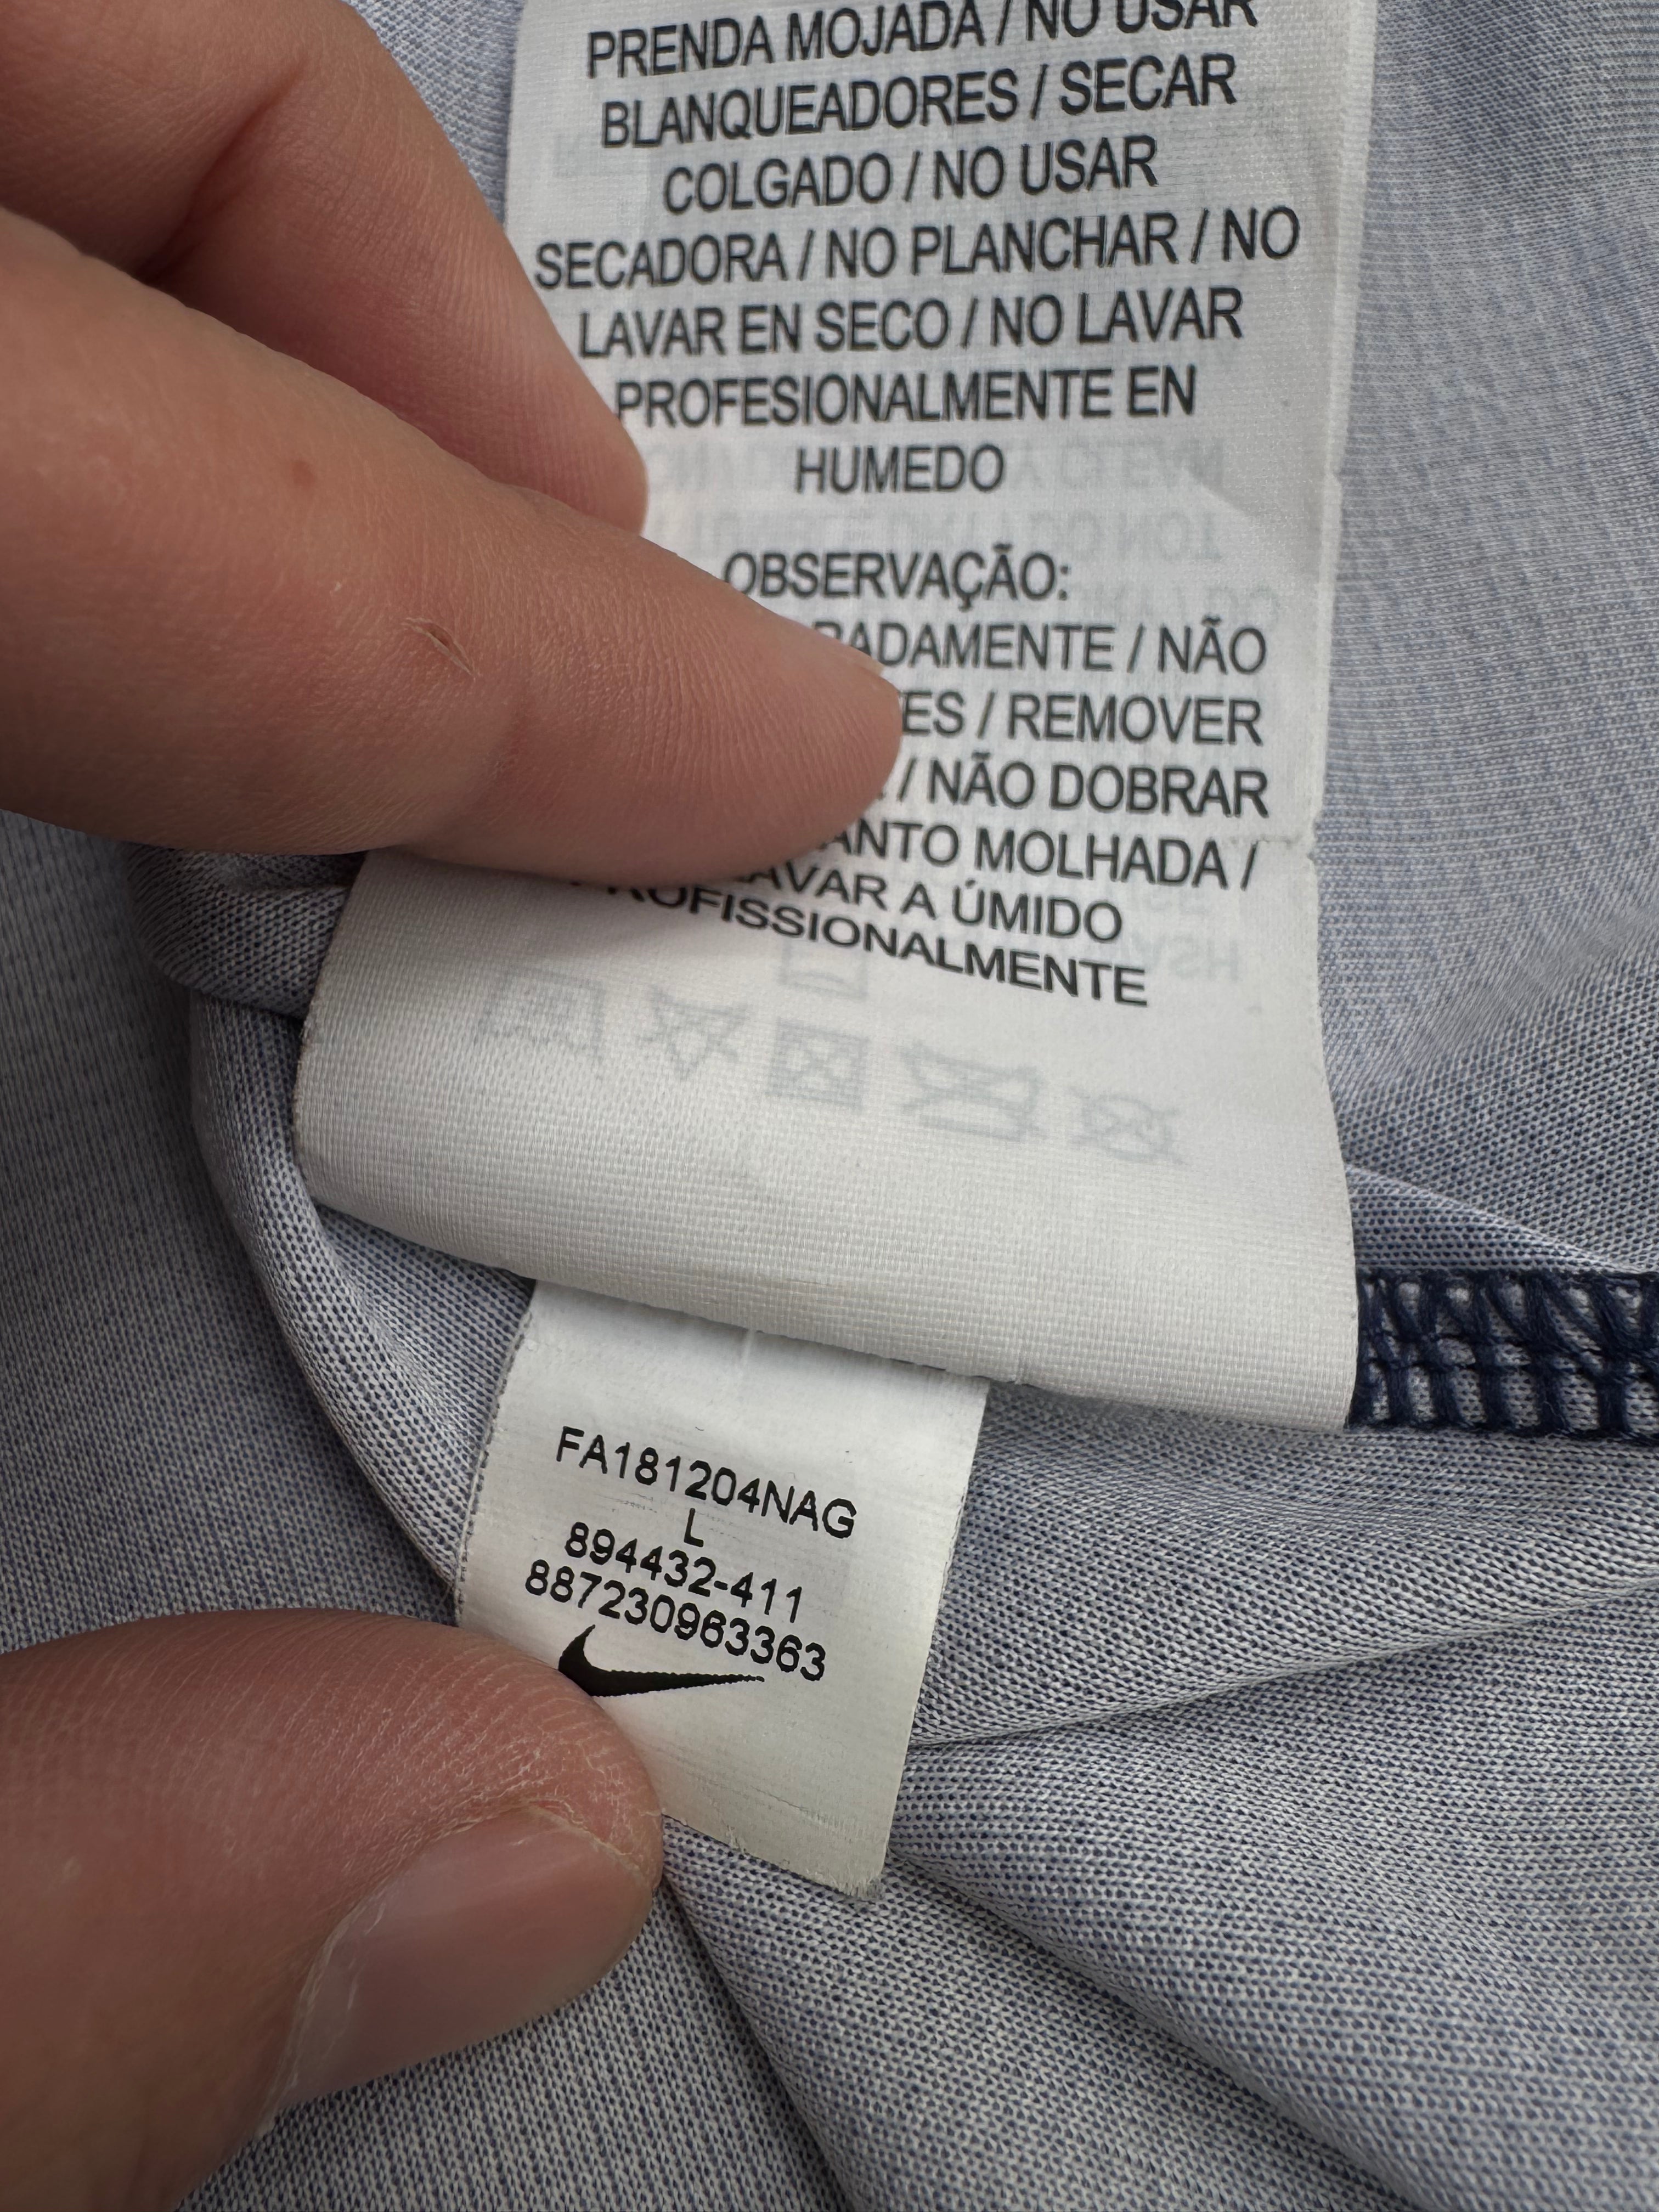 PRENDA MOJADA / NO USAR
BLANQUEADORES / SECAR
COLGADO / NO USAR
SECADORA / NO PLANCHAR / NO
LAVAR EN SECO / NO LAVAR
PROFESIONALMENTE EN
HUMEDO
OBSERVAÇÃO:
RADAMENTE / NÃO
ES / REMOVER
/ NÃO DOBRAR
ANTO MOLHADA /
LAVAR A ÚMIDO
PROFISSIONALMENTE
FA181204NAG
L
894432-411
887230963363